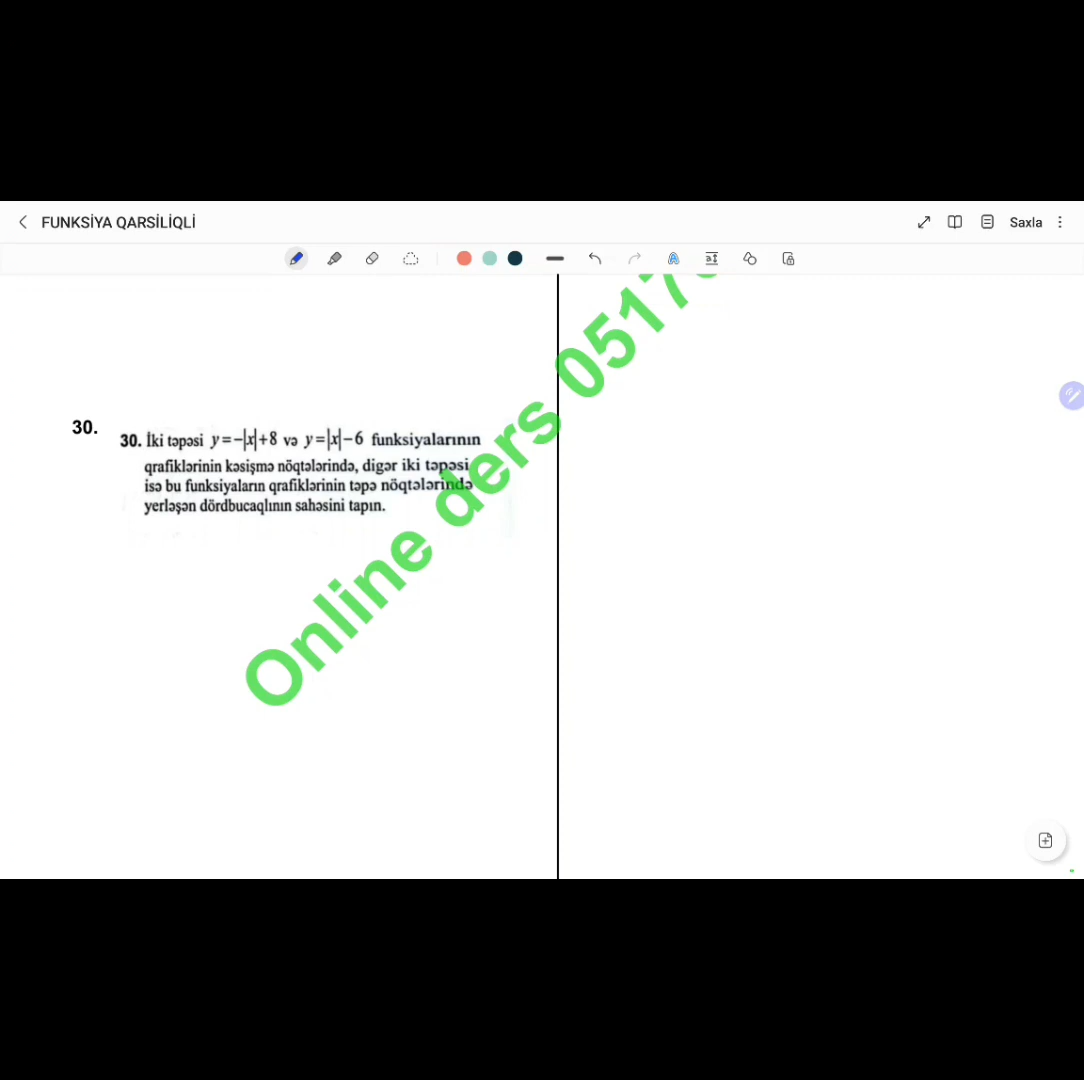 FUNKSİYA QARSİLİQLİ
Saxla
30.
30. İki təpəsi y=-|x|+8 və y=|x|-6 funksiyalarının
qrafiklərinin kəsişmə nöqtələrində, digər iki təpəsi
isə bu funksiyaların qrafiklərinin təpə nöqtələrində
yerləşən dördbucaqlının sahəsini tapın.
Online ders 0517